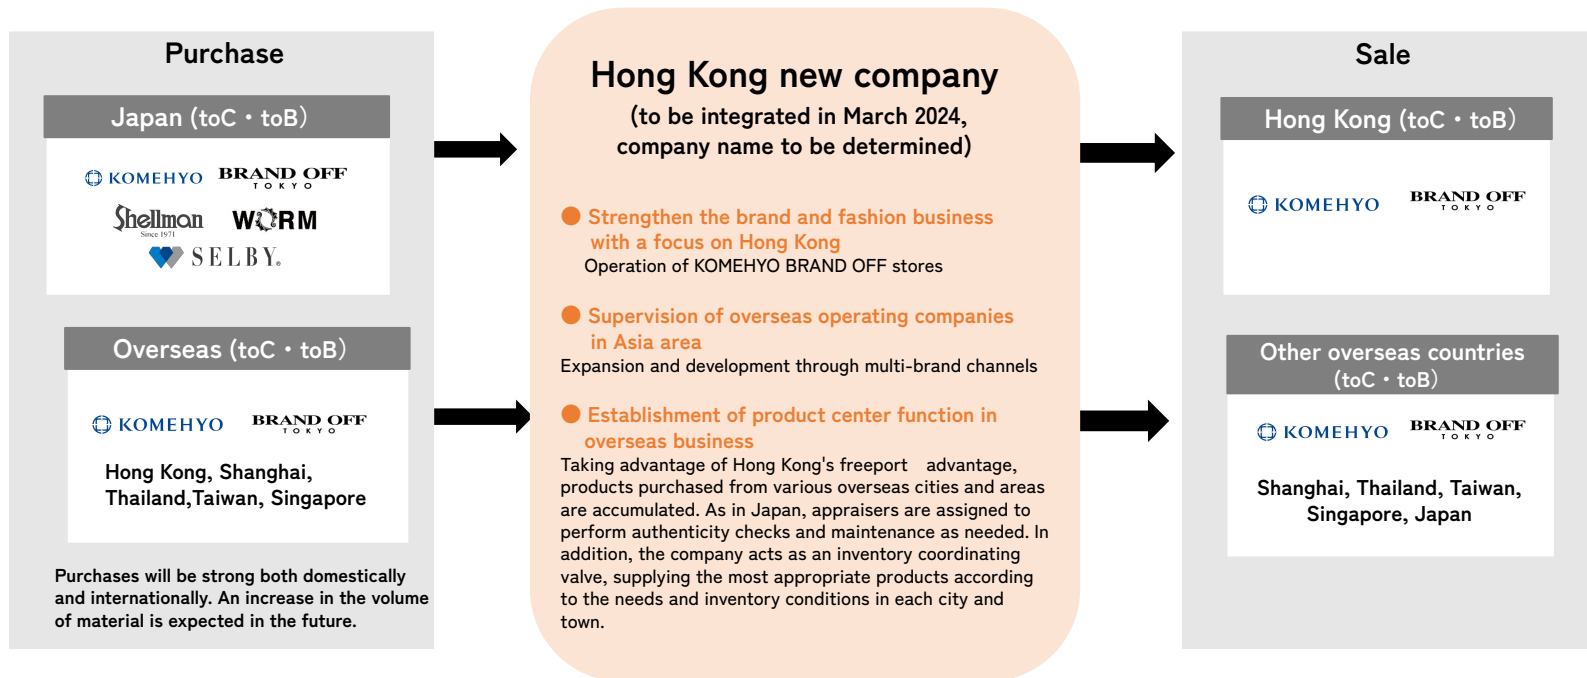 Purchase
Japan (toC・toB）
KOMEHYO
BRAND OFF
TOKYO
Shellman
Since 1971
WORM
SELBY®
Overseas (toC・toB）
KOMEHYO
BRAND OFF
TOKYO
Hong Kong, Shanghai,
Thailand,Taiwan, Singapore
Purchases will be strong both domestically
and internationally. An increase in the volume
of material is expected in the future.
Hong Kong new company
(to be integrated in March 2024,
company name to be determined)
● Strengthen the brand and fashion business
with a focus on Hong Kong
Operation of KOMEHYO BRAND OFF stores
● Supervision of overseas operating companies
in Asia area
Expansion and development through multi-brand channels
● Establishment of product center function in
overseas business
Taking advantage of Hong Kong's freeport　advantage,
products purchased from various overseas cities and areas
are accumulated. As in Japan, appraisers are assigned to
perform authenticity checks and maintenance as needed. In
addition, the company acts as an inventory coordinating
valve, supplying the most appropriate products according
to the needs and inventory conditions in each city and
town.
Sale
Hong Kong (toC・toB）
KOMEHYO
BRAND OFF
TOKYO
Other overseas countries
(toC・toB）
KOMEHYO
BRAND OFF
TOKYO
Shanghai, Thailand, Taiwan,
Singapore, Japan